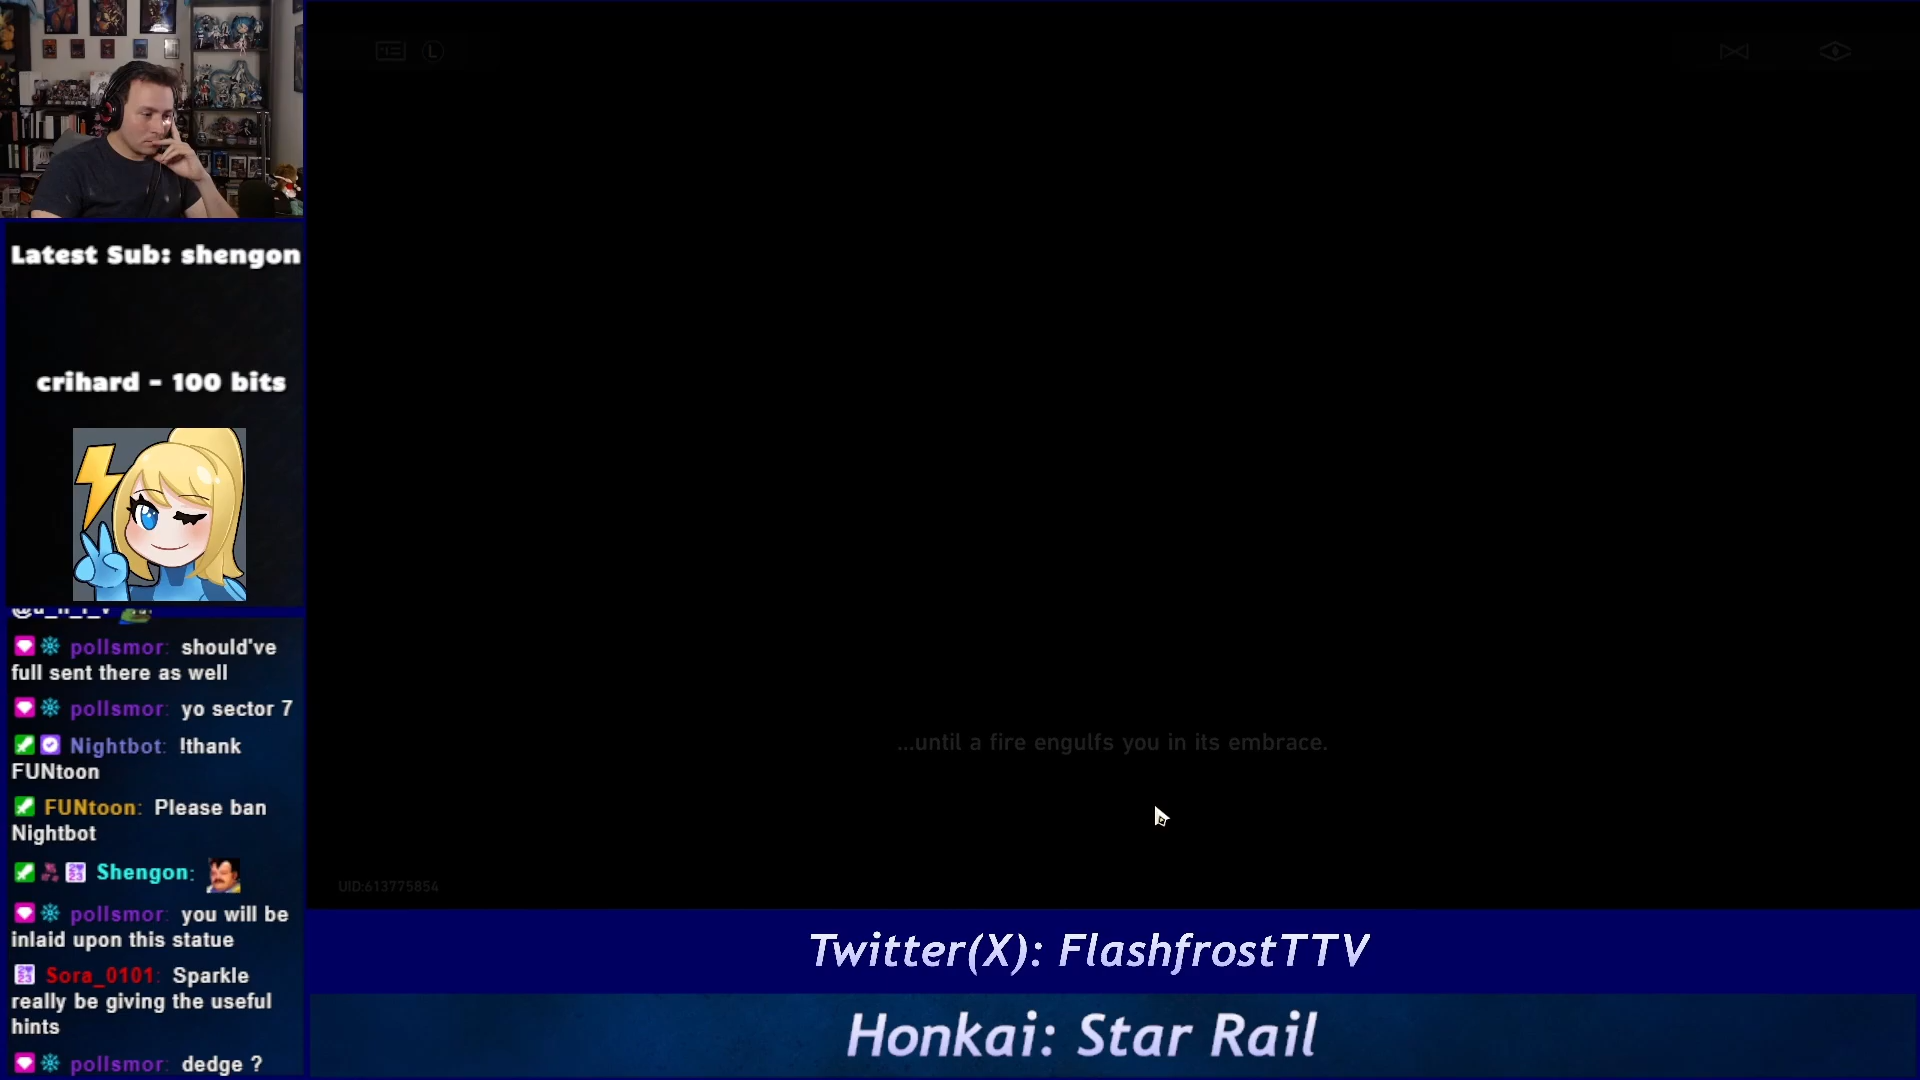 L
Latest Sub: shengon
crihard - 100 bits
pollsmor: should've
full sent there as well
pollsmor: yo sector 7
Nightbot: !thank
FUNtoon
FUNtoon: Please ban
Nightbot
Shengon:
pollsmor: you will be
inlaid upon this statue
Sora_0101: Sparkle
really be giving the useful
hints
pollsmor: dedge ?
...until a fire engulfs you in its embrace.
UID:613775854
Twitter(X): FlashfrostTTV
Honkai: Star Rail